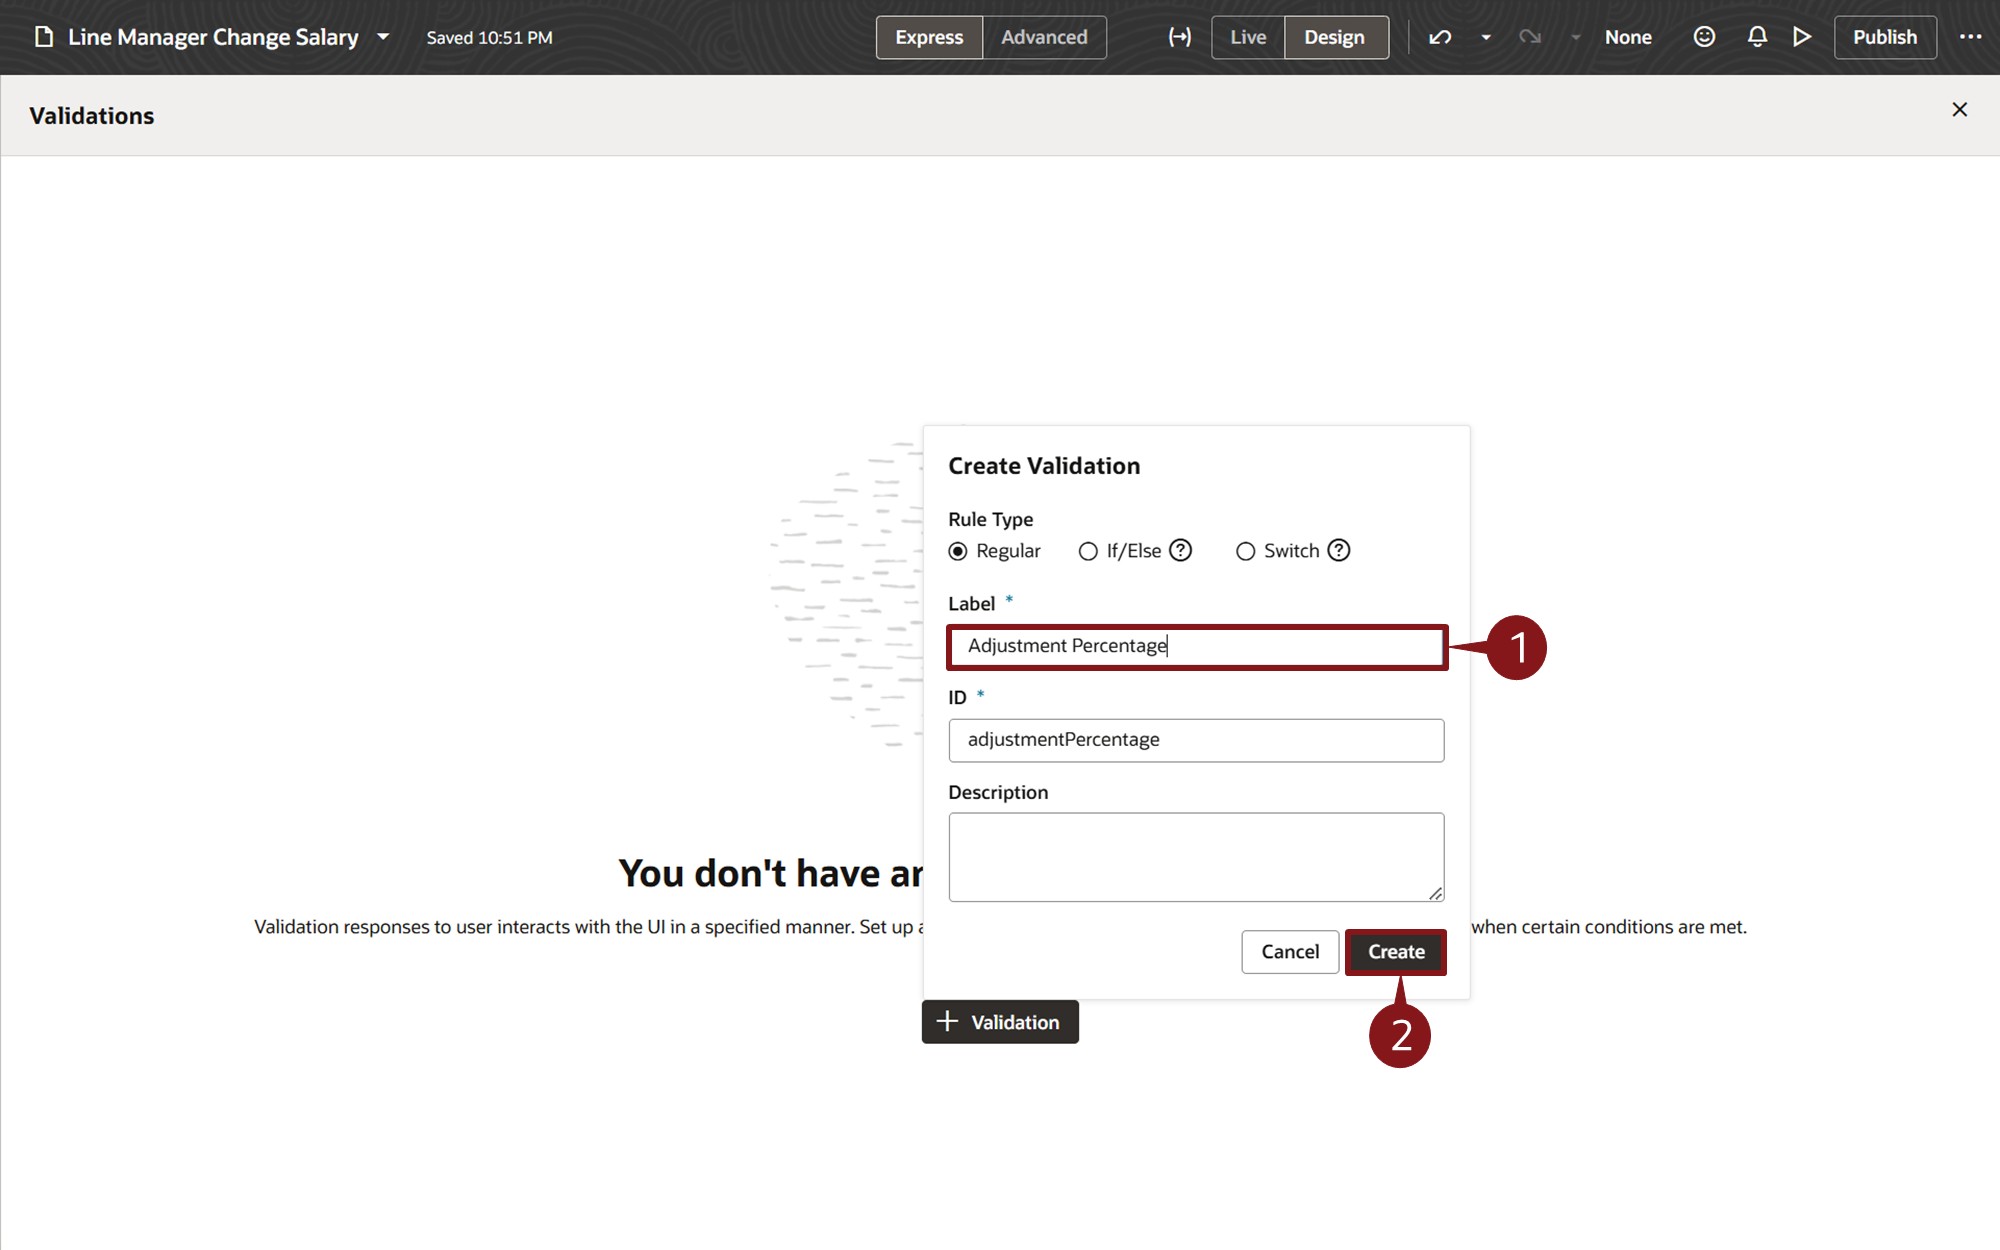 Line Manager Change Salary Saved 10:51 PM Express Advanced Live Design None Publish
Validations
Create Validation
Rule Type
Regular If/Else ? Switch ?
Label *
Adjustment Percentage
1
ID *
adjustmentPercentage
Description
You don't have ar
Validation responses to user interacts with the UI in a specified manner. Set up a when certain conditions are met.
Cancel Create
+ Validation
2